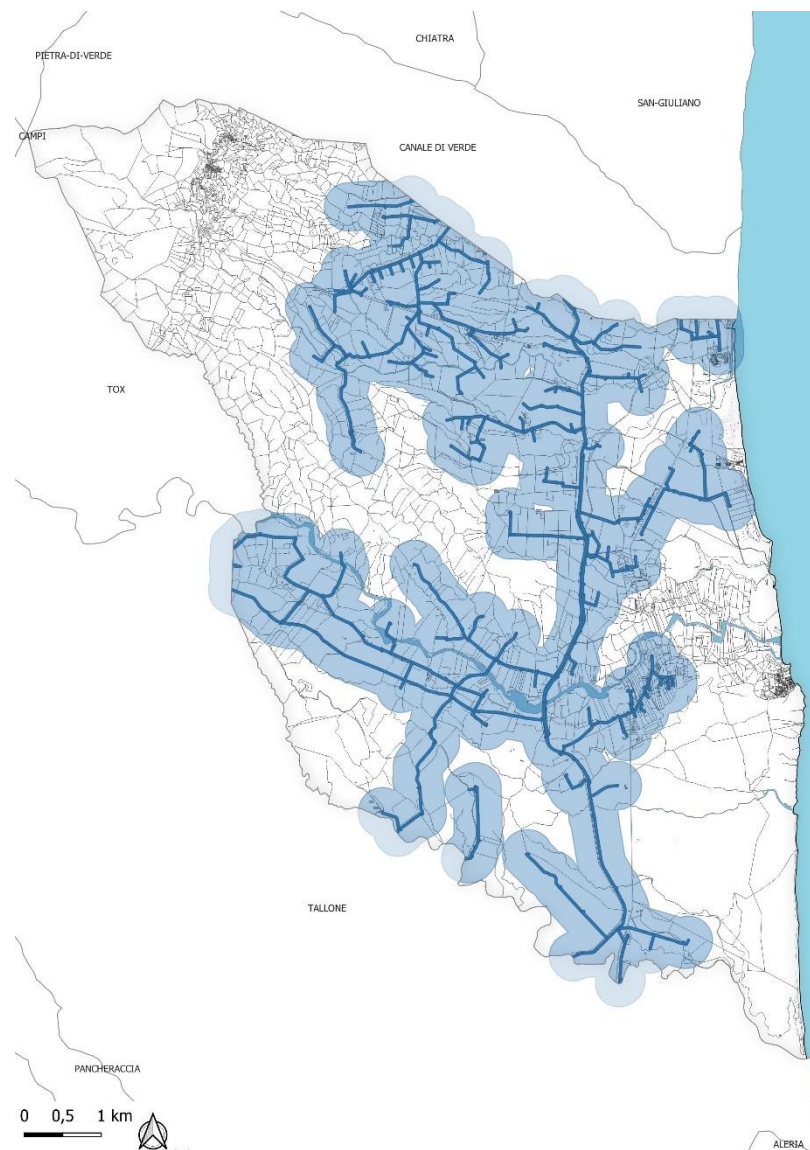 CHIATRA
PIETRA-DI-VERDE
SAN-GIULIANO
CAMPI
CANALE DI VERDE
TOX
TALLONE
PANCHERACCIA
0 0,5 1 km
ALERIA